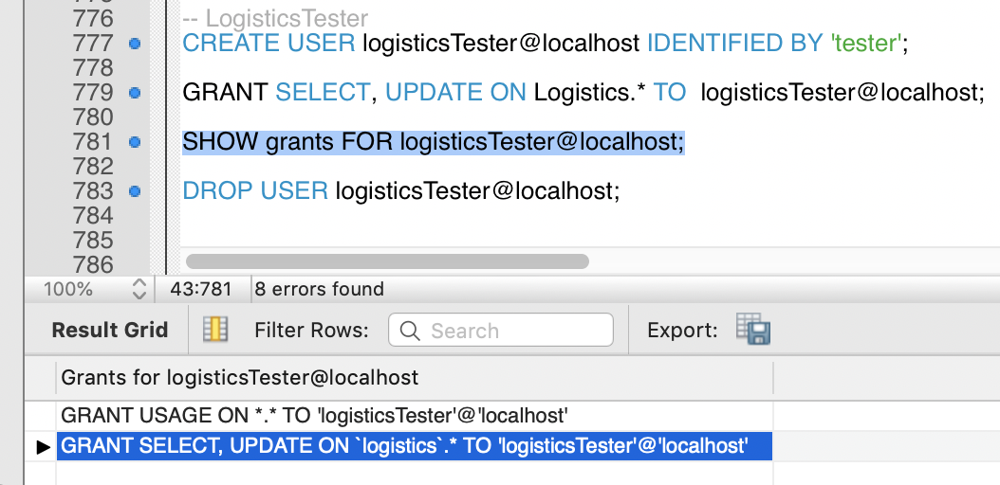 776 -- LogisticsTester
777 CREATE USER logisticsTester@localhost IDENTIFIED BY 'tester';
778
779 GRANT SELECT, UPDATE ON Logistics.* TO  logisticsTester@localhost;
780
781 SHOW grants FOR logisticsTester@localhost;
782
783 DROP USER logisticsTester@localhost;
784
785
786
100% 43:781 8 errors found
Result Grid Filter Rows: Search Export:
Grants for logisticsTester@localhost
GRANT USAGE ON *.* TO 'logisticsTester'@'localhost'
GRANT SELECT, UPDATE ON `logistics`.* TO 'logisticsTester'@'localhost'